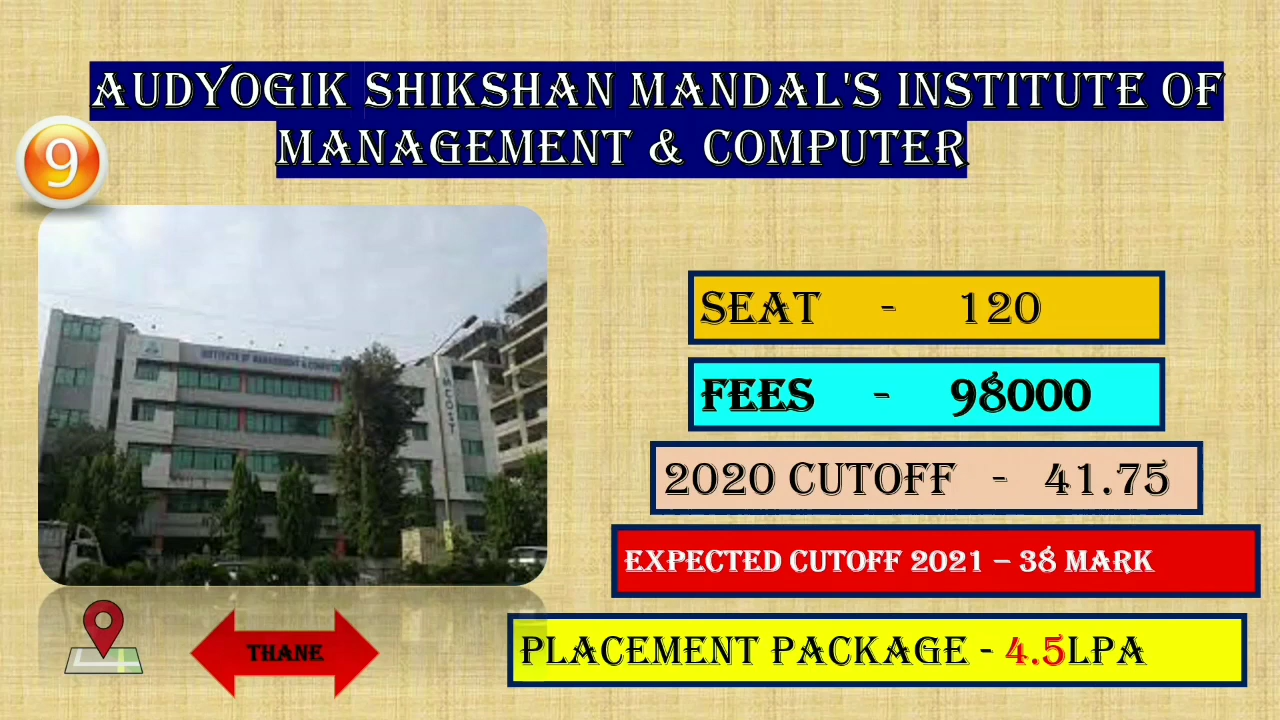 AUDYOGIK SHIKSHAN MANDAL'S INSTITUTE OF
MANAGEMENT & COMPUTER
9
INSTITUTE OF MANAGEMENT & COMPUTER
IMCOST
SEAT - 120
FEES - 98000
2020 CUTOFF - 41.75
EXPECTED CUTOFF 2021 – 38 MARK
PLACEMENT PACKAGE - 4.5LPA
THANE